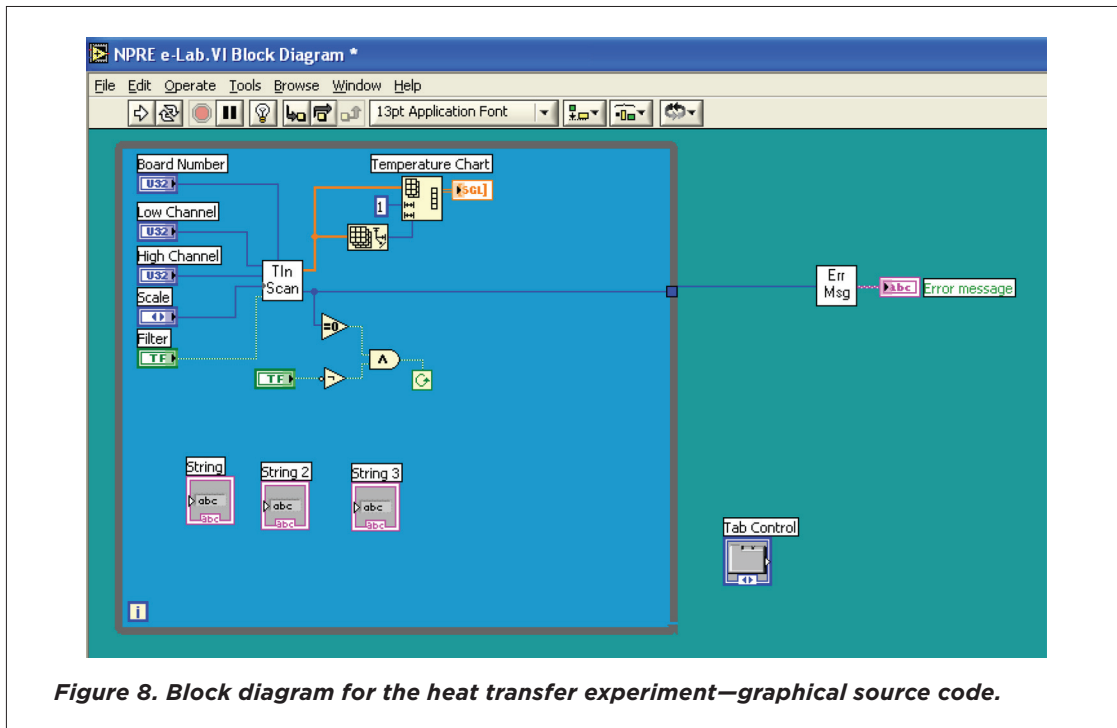 NPRE e-Lab.VI Block Diagram *
File Edit Operate Tools Browse Window Help
13pt Application Font
Board Number
U32
Temperature Chart
SGL]
1
Low Channel
U32
High Channel
U32
TIn
Scan
Scale
Filter
TF
=0
TF
Err
Msg
abc
Error message
String
abc
abc
String 2
abc
abc
String 3
abc
abc
Tab Control
i
Figure 8. Block diagram for the heat transfer experiment—graphical source code.